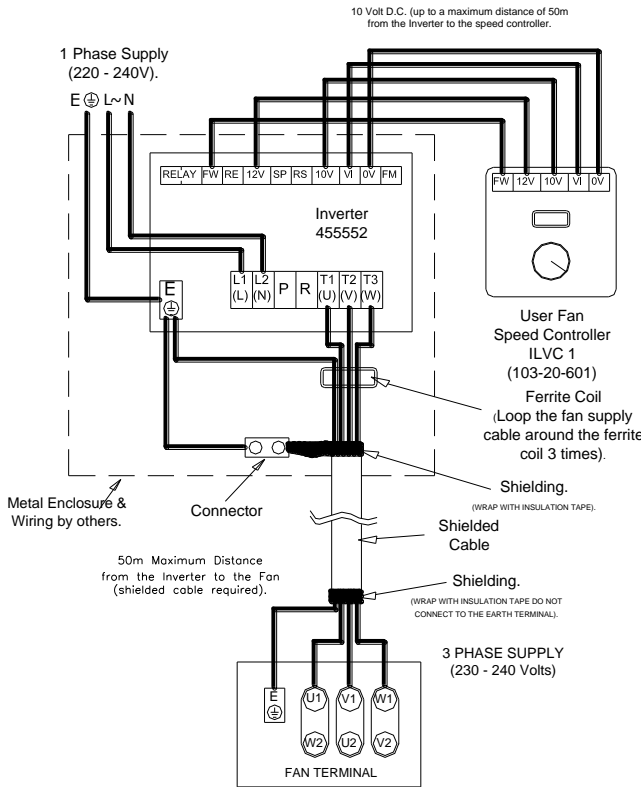 10 Volt D.C. (up to a maximum distance of 50m
from the Inverter to the speed controller.
1 Phase Supply
(220 - 240V).
E L~ N
RELAY FW RE 12V SP RS 10V VI 0V FM
FW 12V 10V VI 0V
Inverter
455552
E
L1 L2 P R T1 T2 T3
(L) (N) (U) (V) (W)
User Fan
Speed Controller
ILVC 1
(103-20-601)
Ferrite Coil
(Loop the fan supply
cable around the ferrite
coil 3 times).
Metal Enclosure &
Wiring by others.
Connector
Shielding.
(WRAP WITH INSULATION TAPE).
Shielded
Cable
50m Maximum Distance
from the Inverter to the Fan
(shielded cable required).
Shielding.
(WRAP WITH INSULATION TAPE DO NOT
CONNECT TO THE EARTH TERMINAL).
3 PHASE SUPPLY
(230 - 240 Volts)
E U1 V1 W1
W2 U2 V2
FAN TERMINAL